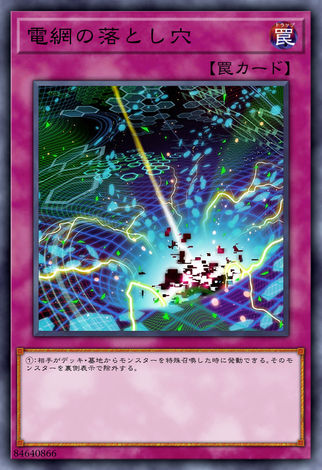 電網の落とし穴
トラップ
罠
【罠カード】
①:相手がデッキ・墓地からモンスターを特殊召喚した時に発動できる。そのモ
ンスターを裏側表示で除外する。
84640866